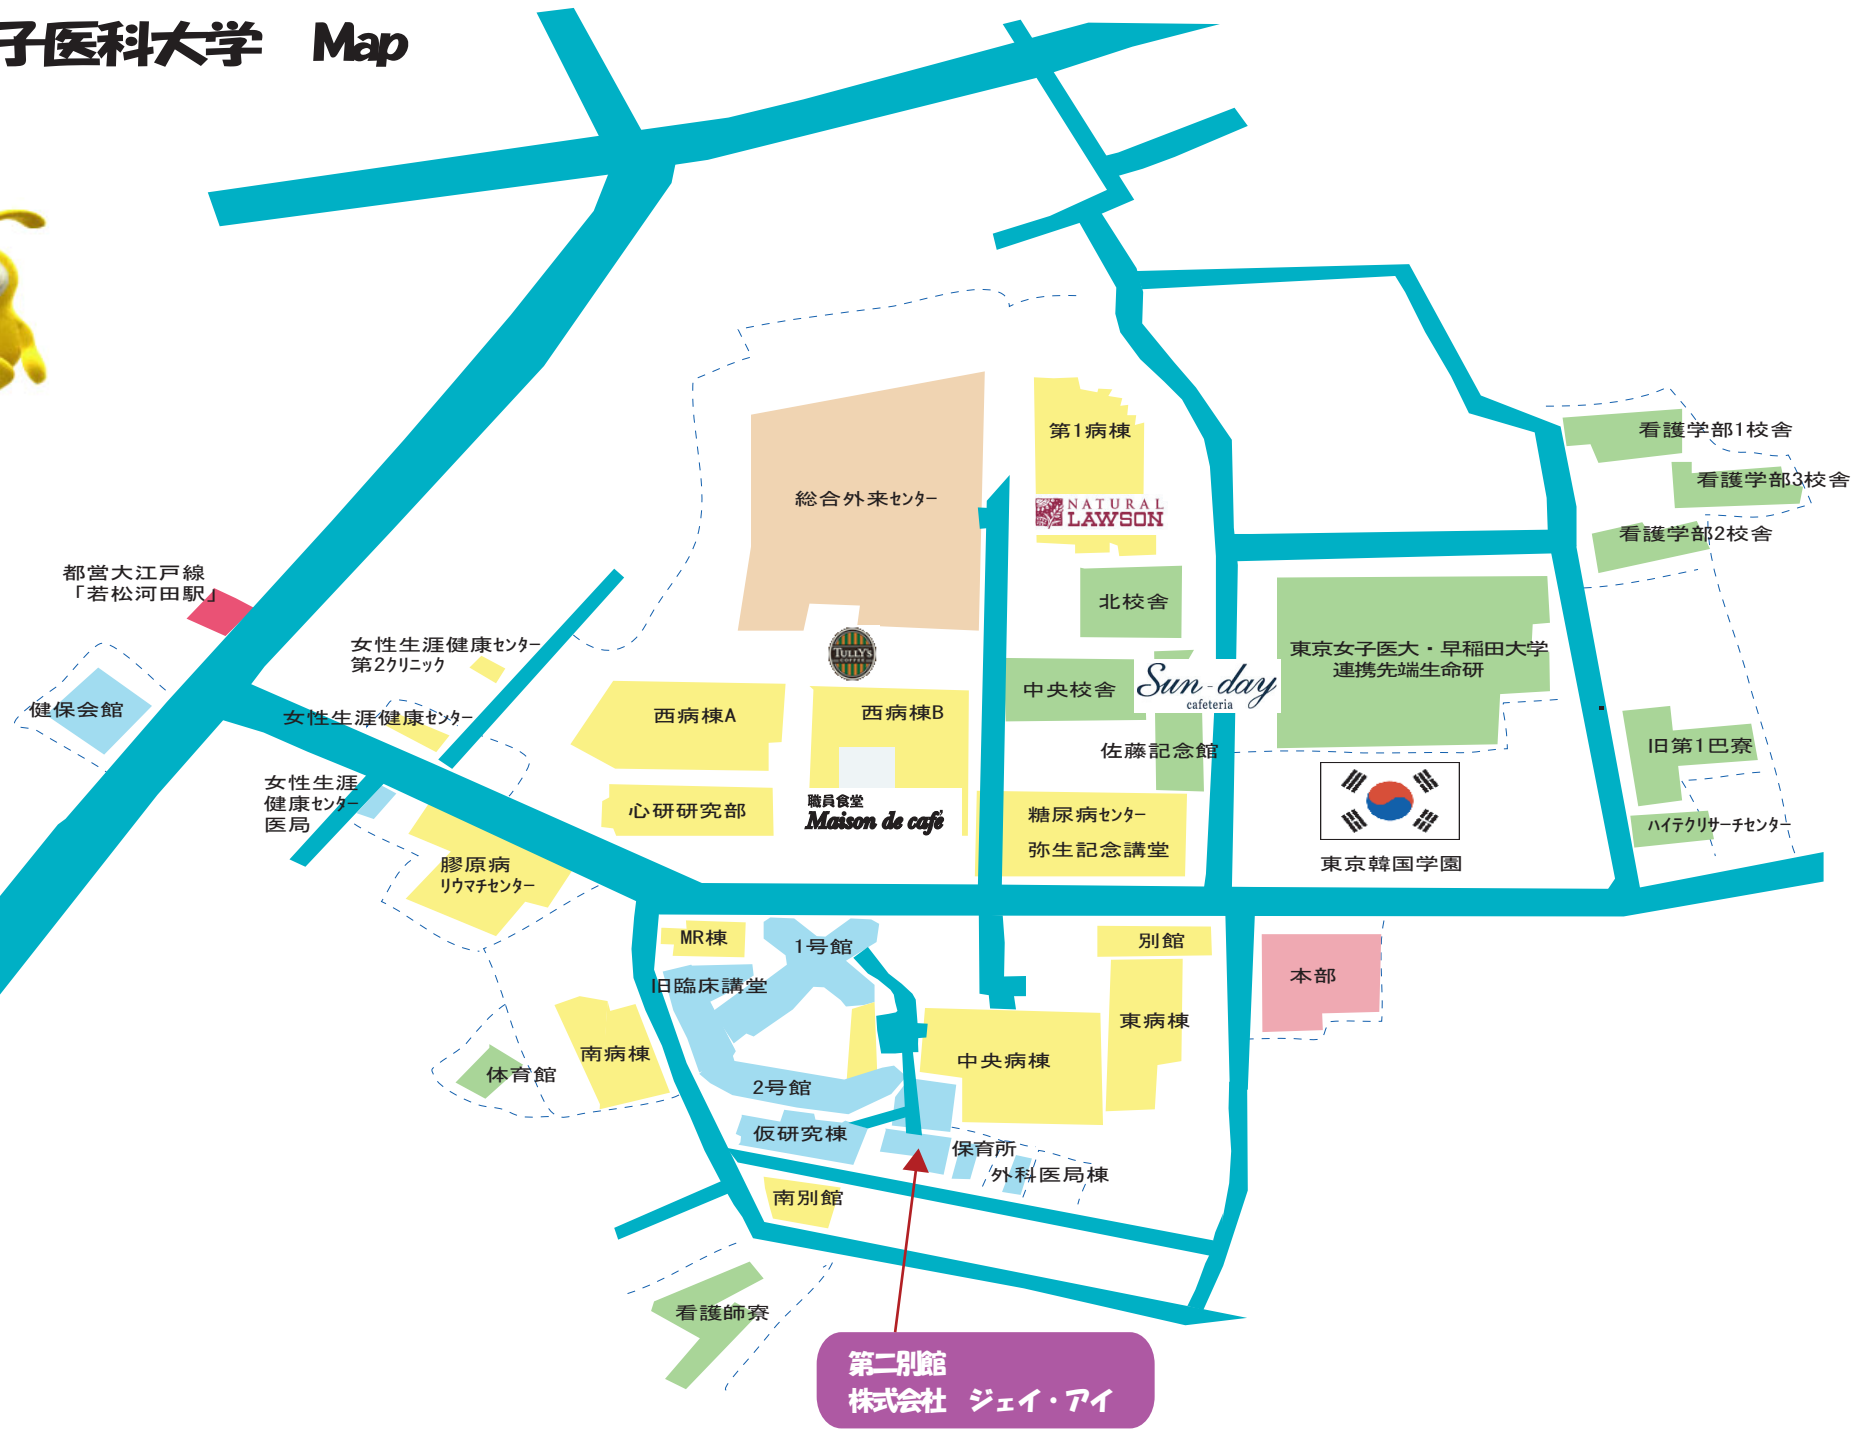 子医科大学 Map
第1病棟
看護学部1校舎
NATURAL
LAWSON
総合外来センター
看護学部3校舎
看護学部2校舎
都営大江戸線
「若松河田駅」
北校舎
女性生涯健康センター
第2クリニック
TULLY'S
COFFEE
東京女子医大・早稲田大学
連携先端生命研
中央校舎
Sun-day
cafeteria
健保会館
女性生涯健康センター
西病棟A
西病棟B
佐藤記念館
旧第1巴寮
女性生涯
健康センター
医局
心研研究部
職員食堂
Maison de café
糖尿病センター
弥生記念講堂
ハイテクリサーチセンター
東京韓国学園
膠原病
リウマチセンター
MR棟
1号館
別館
本部
旧臨床講堂
東病棟
南病棟
中央病棟
体育館
2号館
仮研究棟
保育所
外科医局棟
南別館
看護師寮
第二別館
株式会社 ジェイ・アイ